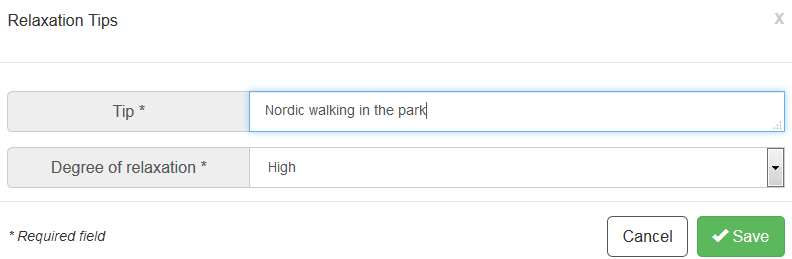 Relaxation Tips x
Tip * Nordic walking in the park
Degree of relaxation * High
* Required field Cancel Save